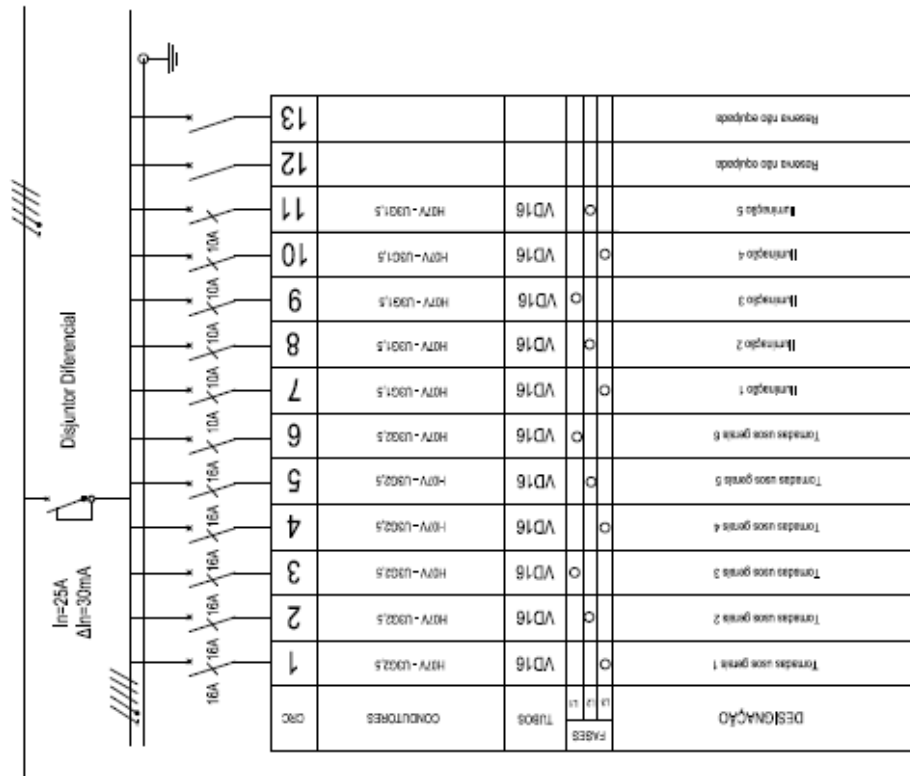 DESIGNAÇÃO
FASES
L3 L2 L1
TUBOS
CONDUTORES
CRC
Tomadas usos gerais 1 VD16 H07V - U3G2,5 1
Tomadas usos gerais 2 VD16 H07V - U3G2,5 2
Tomadas usos gerais 3 VD16 H07V - U3G2,5 3
Tomadas usos gerais 4 VD16 H07V - U3G2,5 4
Tomadas usos gerais 5 VD16 H07V - U3G2,5 5
Tomadas usos gerais 6 VD16 H07V - U3G2,5 6
Iluminação 1 VD16 H07V - U3G1,5 7
Iluminação 2 VD16 H07V - U3G1,5 8
Iluminação 3 VD16 H07V - U3G1,5 9
Iluminação 4 VD16 H07V - U3G1,5 10
Iluminação 5 VD16 H07V - U3G1,5 11
Reserva não equipada 12
Reserva não equipada 13
16A
16A
16A
16A
16A
16A
10A
10A
10A
10A
10A
In=25A
ΔIn=30mA
Disjuntor Diferencial